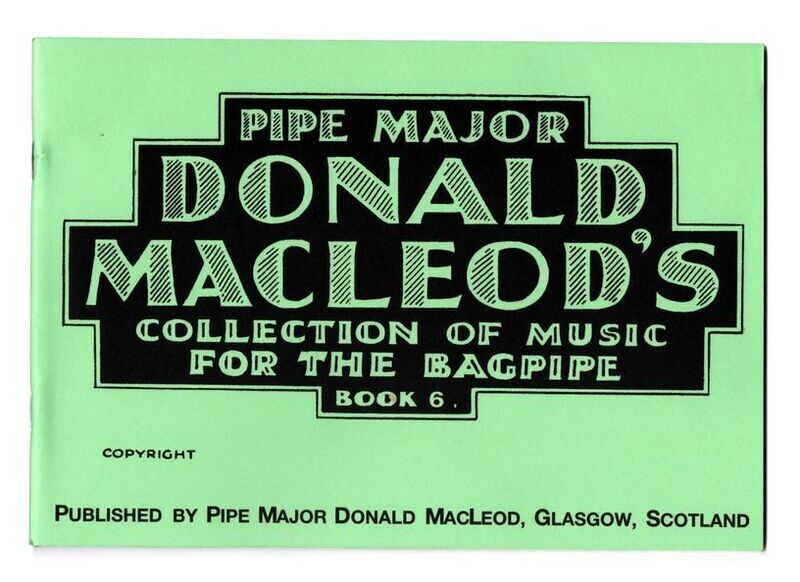 PIPE MAJOR
DONALD
MACLEOD'S
COLLECTION OF MUSIC
FOR THE BAGPIPE
BOOK 6.
COPYRIGHT
PUBLISHED BY PIPE MAJOR DONALD MACLEOD, GLASGOW, SCOTLAND